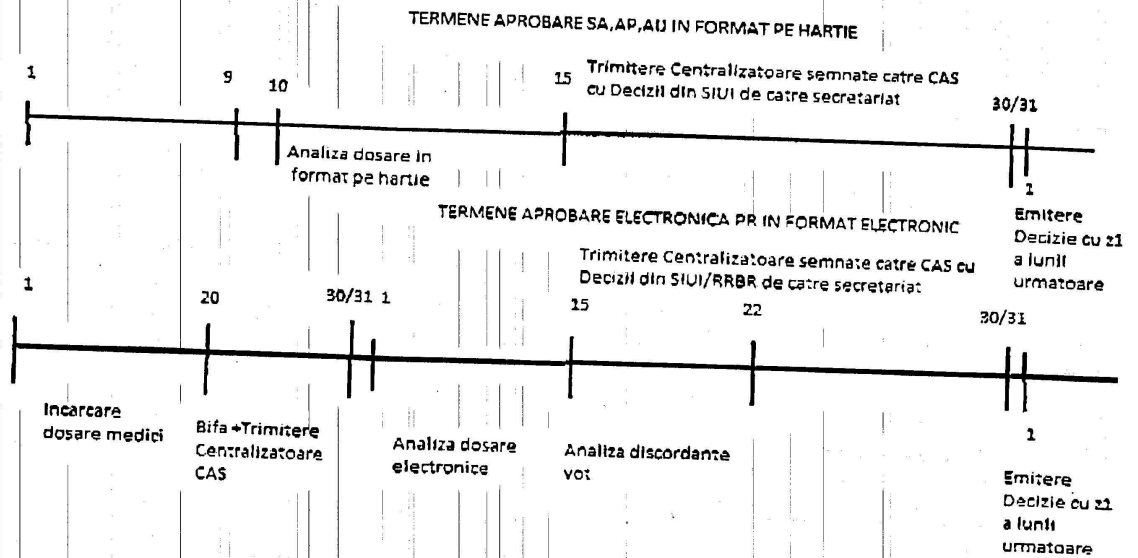 TERMENE APROBARE SA,AP,AU IN FORMAT PE HARTIE
1
9
10
15
Trimitere Centralizatoare semnate catre CAS
cu Decizii din SIUI de catre secretariat
30/31
Analiza dosare in
format pe hartie
1
Emitere
Decizie cu z1
a lunii
urmatoare
TERMENE APROBARE ELECTRONICA PR IN FORMAT ELECTRONIC
Trimitere Centralizatoare semnate catre CAS cu
Decizii din SIUI/RRBR de catre secretariat
1
20
30/31 1
15
22
30/31
Incarcare
dosare medici
Bifa+Trimitere
Centralizatoare
CAS
Analiza dosare
electronice
Analiza discordante
vot
1
Emitere
Decizie cu z1
a lunii
urmatoare